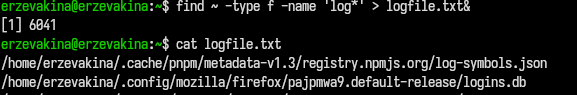 erzevakina@erzevakina:~$ find ~ -type f -name 'log*' > logfile.txt&
[1] 6041
erzevakina@erzevakina:~$ cat logfile.txt
/home/erzevakina/.cache/pnpm/metadata-v1.3/registry.npmjs.org/log-symbols.json
/home/erzevakina/.config/mozilla/firefox/pajpmwa9.default-release/logins.db